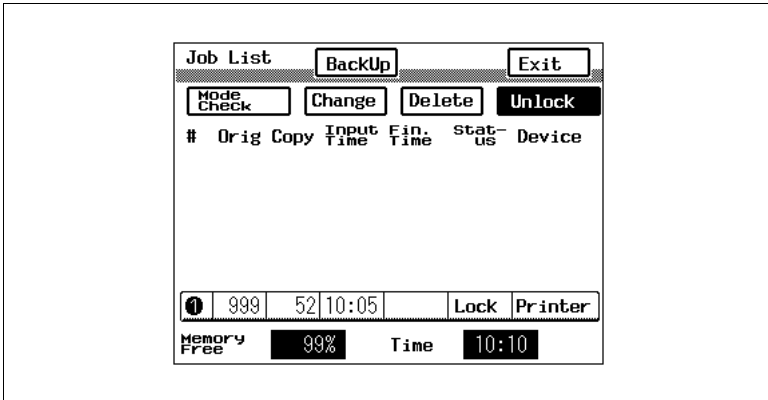 Job List BackUp Exit
Mode Check Change Delete Unlock
# Orig Copy Input Time Fin. Time Stat-us Device
1 999 52 10:05 Lock Printer
Memory Free 99% Time 10:10